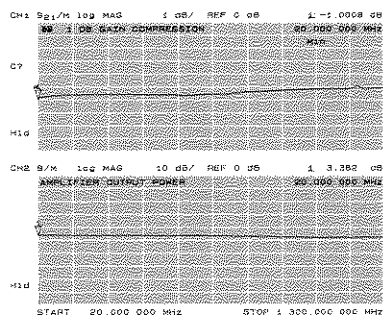 CH1 S21/M log MAG 1 dB/ REF 0 dB 1: -1.0008 dB
1 DB GAIN COMPRESSION 20.000 000 MHz
C?
Hld
CH2 B/M log MAG 10 dB/ REF 0 dB 1 3.382 dB
AMPLIFIER OUTPUT POWER 20.000 000 MHz
Hld
START 20.000 000 MHz STOP 1 300.000 000 MHz